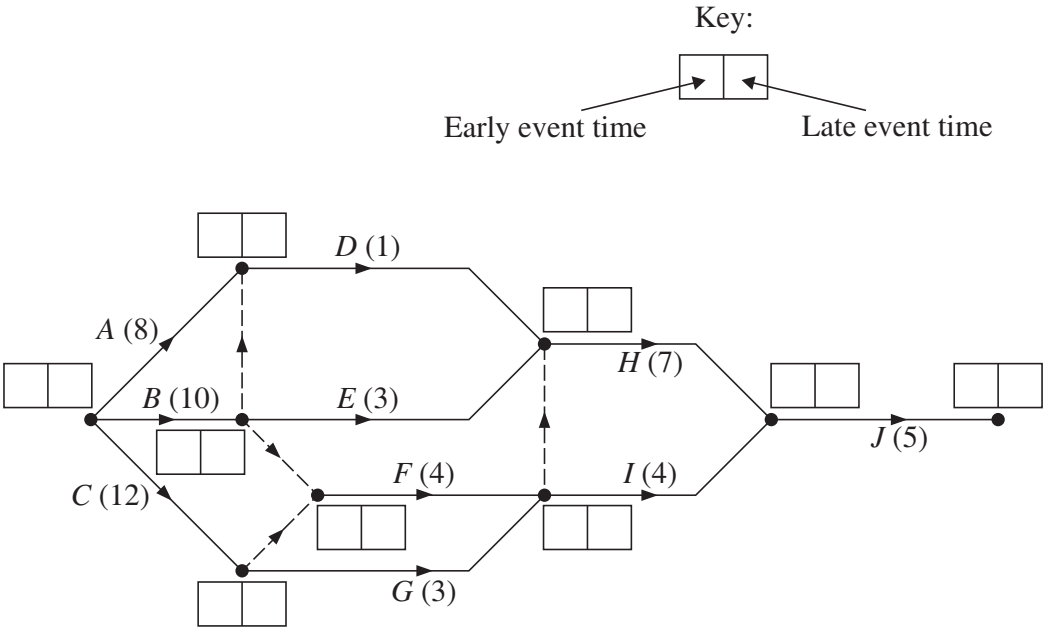 Key:
Early event time
Late event time
D (1)
A (8)
H (7)
B (10)
E (3)
J (5)
F (4)
I (4)
C (12)
G (3)